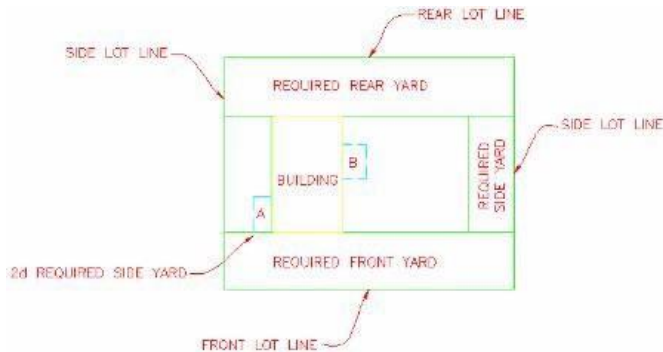 REAR LOT LINE
SIDE LOT LINE
REQUIRED REAR YARD
SIDE LOT LINE
B
BUILDING
REQUIRED
SIDE YARD
A
REQUIRED FRONT YARD
2d REQUIRED SIDE YARD
FRONT LOT LINE